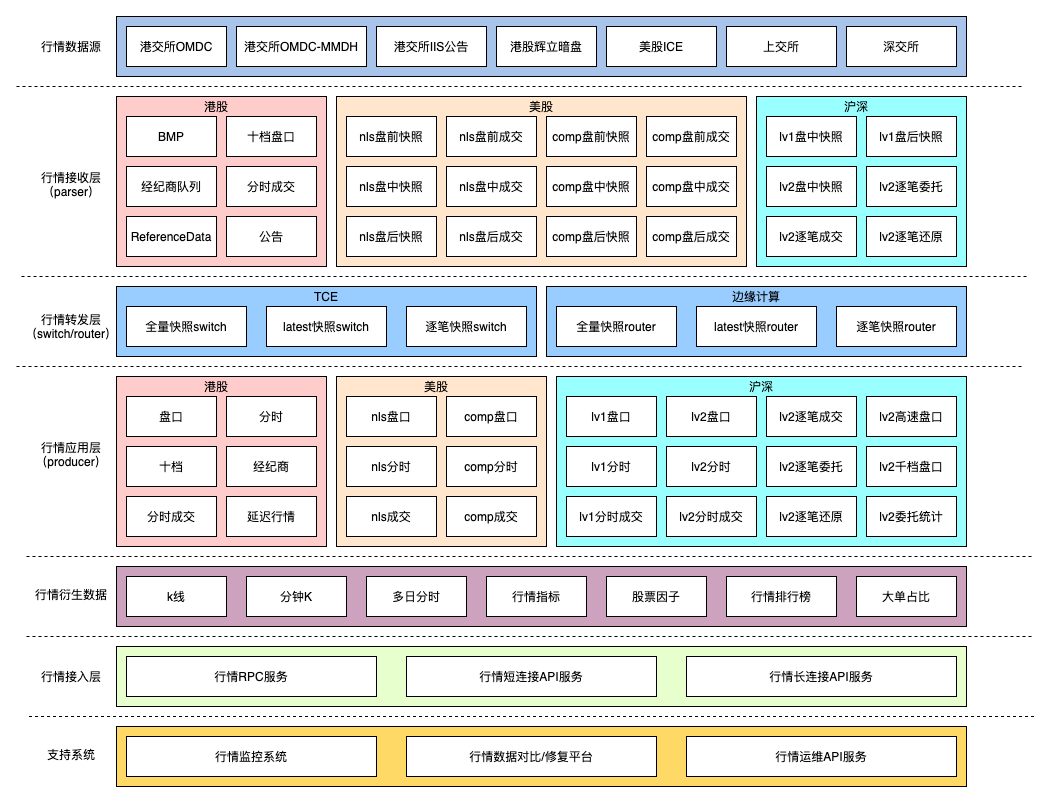 行情数据源
港交所OMDC
港交所OMDC-MMDH
港交所IIS公告
港股辉立暗盘
美股ICE
上交所
深交所
行情接收层
(parser)
港股
BMP
十档盘口
经纪商队列
分时成交
ReferenceData
公告
美股
nls盘前快照
nls盘前成交
comp盘前快照
comp盘前成交
nls盘中快照
nls盘中成交
comp盘中快照
comp盘中成交
nls盘后快照
nls盘后成交
comp盘后快照
comp盘后成交
沪深
lv1盘中快照
lv1盘后快照
lv2盘中快照
lv2逐笔委托
lv2逐笔成交
lv2逐笔还原
行情转发层
(switch/router)
TCE
全量快照switch
latest快照switch
逐笔快照switch
边缘计算
全量快照router
latest快照router
逐笔快照router
行情应用层
(producer)
港股
盘口
分时
十档
经纪商
分时成交
延迟行情
美股
nls盘口
comp盘口
nls分时
comp分时
nls成交
comp成交
沪深
lv1盘口
lv2盘口
lv2逐笔成交
lv2高速盘口
lv1分时
lv2分时
lv2逐笔委托
lv2千档盘口
lv1分时成交
lv2分时成交
lv2逐笔还原
lv2委托统计
行情衍生数据
k线
分钟K
多日分时
行情指标
股票因子
行情排行榜
大单占比
行情接入层
行情RPC服务
行情短连接API服务
行情长连接API服务
支持系统
行情监控系统
行情数据对比/修复平台
行情运维API服务